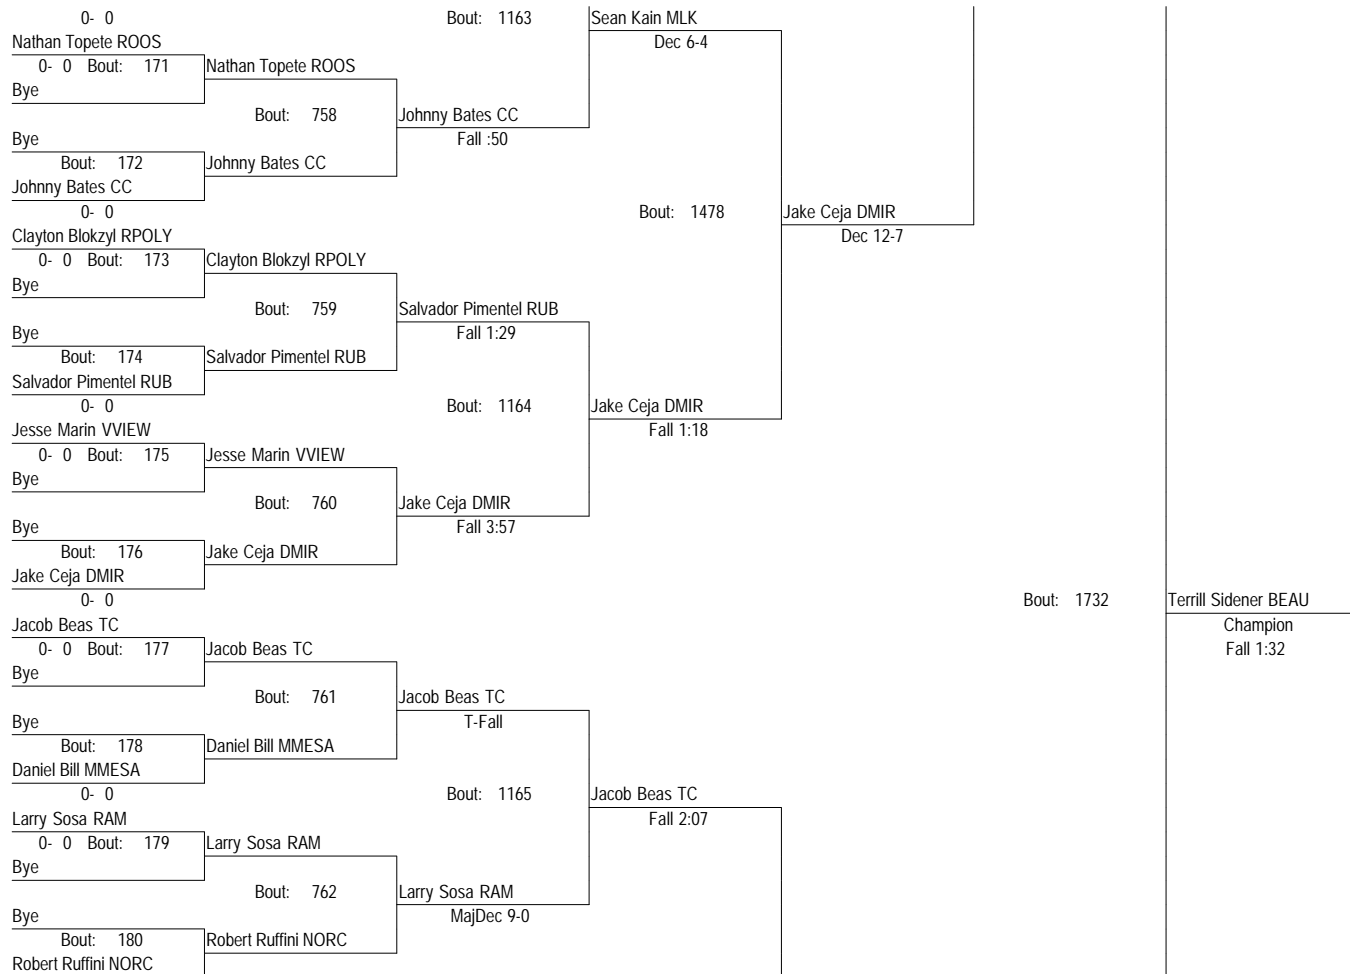 0- 0 Bout: 1163 Sean Kain MLK
Nathan Topete ROOS Dec 6-4
0- 0 Bout: 171 Nathan Topete ROOS
Bye
Bout: 758 Johnny Bates CC
Bye Fall :50
Bout: 172 Johnny Bates CC
Johnny Bates CC
0- 0 Bout: 1478 Jake Ceja DMIR
Clayton Blokzyl RPOLY Dec 12-7
0- 0 Bout: 173 Clayton Blokzyl RPOLY
Bye
Bout: 759 Salvador Pimentel RUB
Bye Fall 1:29
Bout: 174 Salvador Pimentel RUB
Salvador Pimentel RUB
0- 0 Bout: 1164 Jake Ceja DMIR
Jesse Marin VVIEW Fall 1:18
0- 0 Bout: 175 Jesse Marin VVIEW
Bye
Bout: 760 Jake Ceja DMIR
Bye Fall 3:57
Bout: 176 Jake Ceja DMIR
Jake Ceja DMIR
0- 0 Bout: 1732 Terrill Sidener BEAU
Jacob Beas TC Champion
0- 0 Bout: 177 Jacob Beas TC Fall 1:32
Bye
Bout: 761 Jacob Beas TC
Bye T-Fall
Bout: 178 Daniel Bill MMESA
Daniel Bill MMESA
0- 0 Bout: 1165 Jacob Beas TC
Larry Sosa RAM Fall 2:07
0- 0 Bout: 179 Larry Sosa RAM
Bye
Bout: 762 Larry Sosa RAM
Bye MajDec 9-0
Bout: 180 Robert Ruffini NORC
Robert Ruffini NORC